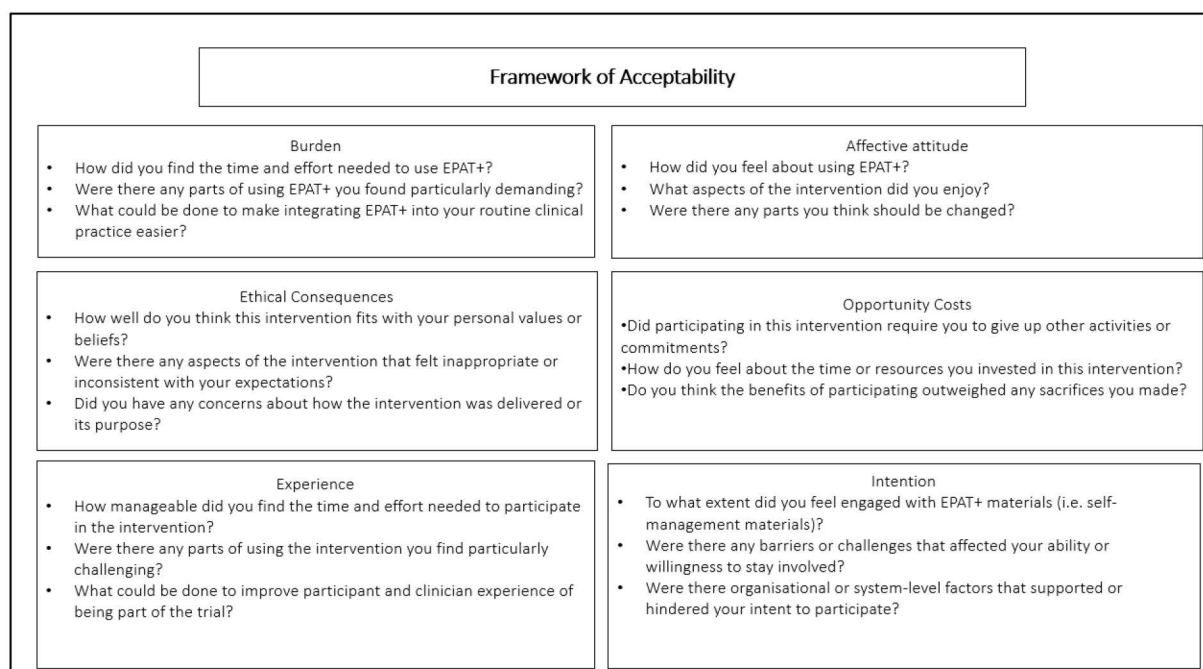 Framework of Acceptability
Burden
• How did you find the time and effort needed to use EPAT+?
• Were there any parts of using EPAT+ you found particularly demanding?
• What could be done to make integrating EPAT+ into your routine clinical
practice easier?
Affective attitude
• How did you feel about using EPAT+?
• What aspects of the intervention did you enjoy?
• Were there any parts you think should be changed?
Ethical Consequences
• How well do you think this intervention fits with your personal values or
beliefs?
• Were there any aspects of the intervention that felt inappropriate or
inconsistent with your expectations?
• Did you have any concerns about how the intervention was delivered or
its purpose?
Opportunity Costs
•Did participating in this intervention require you to give up other activities or
commitments?
•How do you feel about the time or resources you invested in this intervention?
•Do you think the benefits of participating outweighed any sacrifices you made?
Experience
• How manageable did you find the time and effort needed to participate
in the intervention?
• Were there any parts of using the intervention you find particularly
challenging?
• What could be done to improve participant and clinician experience of
being part of the trial?
Intention
• To what extent did you feel engaged with EPAT+ materials (i.e. self-
management materials)?
• Were there any barriers or challenges that affected your ability or
willingness to stay involved?
• Were there organisational or system-level factors that supported or
hindered your intent to participate?